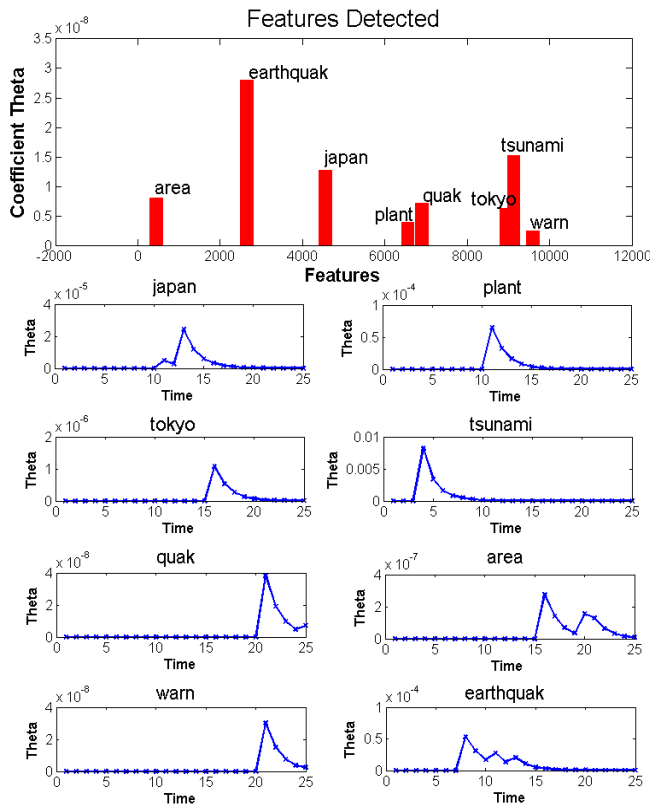 Features Detected
x 10^-8
3.5
3
2.5
2
1.5
1
0.5
0
Coefficient Theta
earthquak
area
japan
plant
quak
tokyo
tsunami
warn
-2000 0 2000 4000 6000 8000 10000 12000
Features
japan
x 10^-5
4
2
0
Theta
0 5 10 15 20 25
Time
plant
x 10^-4
1
0.5
0
Theta
0 5 10 15 20 25
Time
tokyo
x 10^-6
2
1
0
Theta
0 5 10 15 20 25
Time
tsunami
0.01
0.005
0
Theta
0 5 10 15 20 25
Time
quak
x 10^-8
4
2
0
Theta
0 5 10 15 20 25
Time
area
x 10^-7
4
2
0
Theta
0 5 10 15 20 25
Time
warn
x 10^-8
4
2
0
Theta
0 5 10 15 20 25
Time
earthquak
x 10^-4
1
0.5
0
Theta
0 5 10 15 20 25
Time